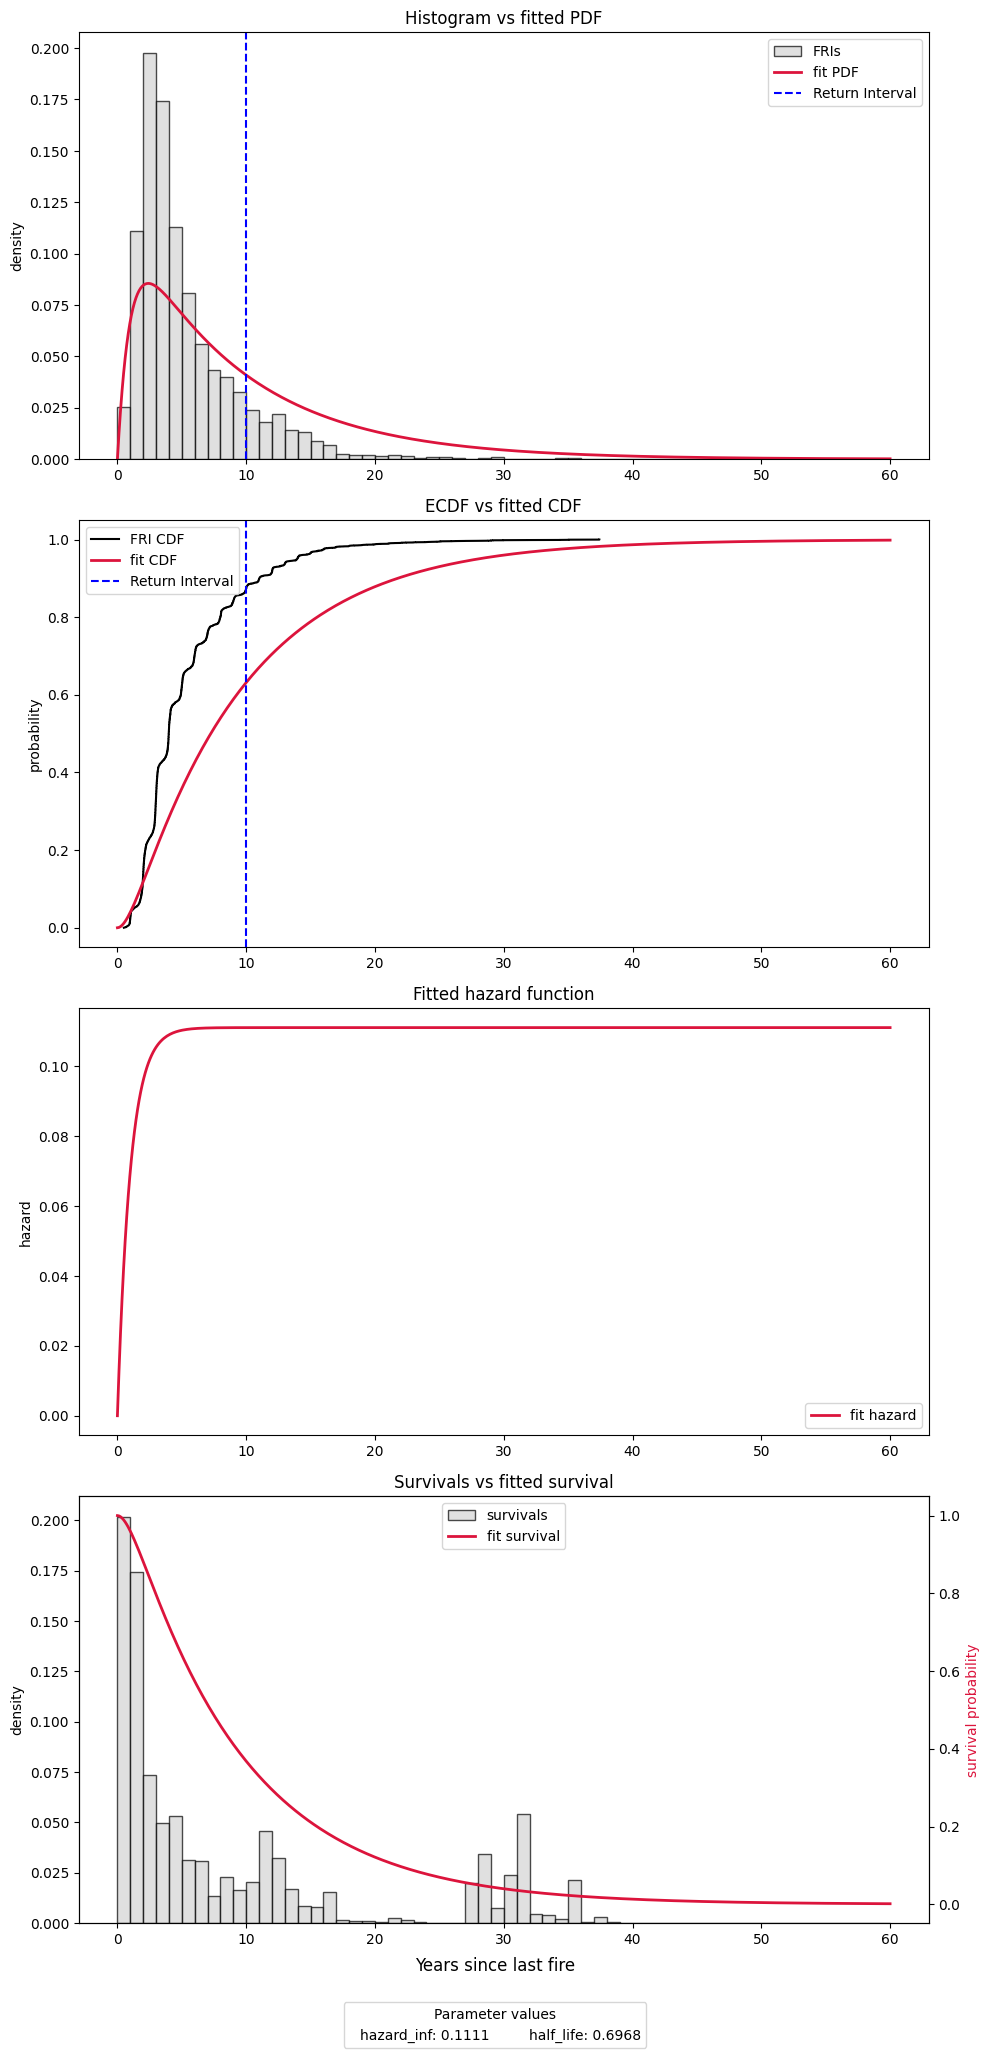 Histogram vs fitted PDF
FRIs
fit PDF
Return Interval
density
0.200
0.175
0.150
0.125
0.100
0.075
0.050
0.025
0.000
0 10 20 30 40 50 60
ECDF vs fitted CDF
FRI CDF
fit CDF
Return Interval
probability
1.0
0.8
0.6
0.4
0.2
0.0
0 10 20 30 40 50 60
Fitted hazard function
hazard
0.10
0.08
0.06
0.04
0.02
0.00
fit hazard
0 10 20 30 40 50 60
Survivals vs fitted survival
survivals
fit survival
density
0.200
0.175
0.150
0.125
0.100
0.075
0.050
0.025
0.000
1.0
0.8
0.6
0.4
0.2
0.0
survival probability
0 10 20 30 40 50 60
Years since last fire
Parameter values
hazard_inf: 0.1111 half_life: 0.6968